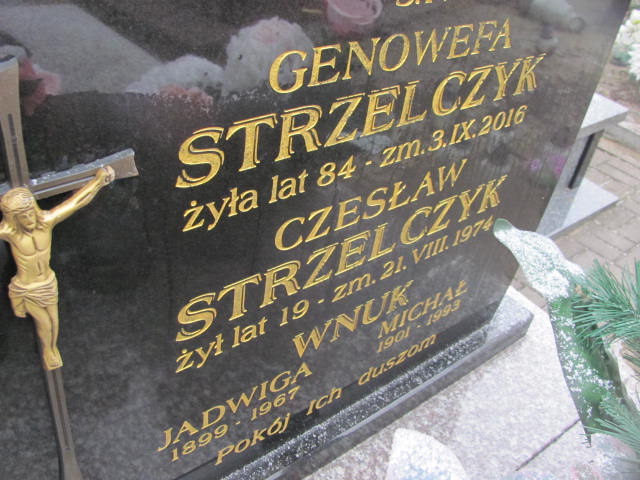 GENOWEFA
STRZELCZYK
żyła lat 84 - zm. 3.IX.2016
CZESŁAW
STRZELCZYK
żył lat 19 - zm. 21.VIII.1974
WNUK
JADWIGA MICHAŁ
1899 - 1967 1901 - 1993
Pokój Ich duszom